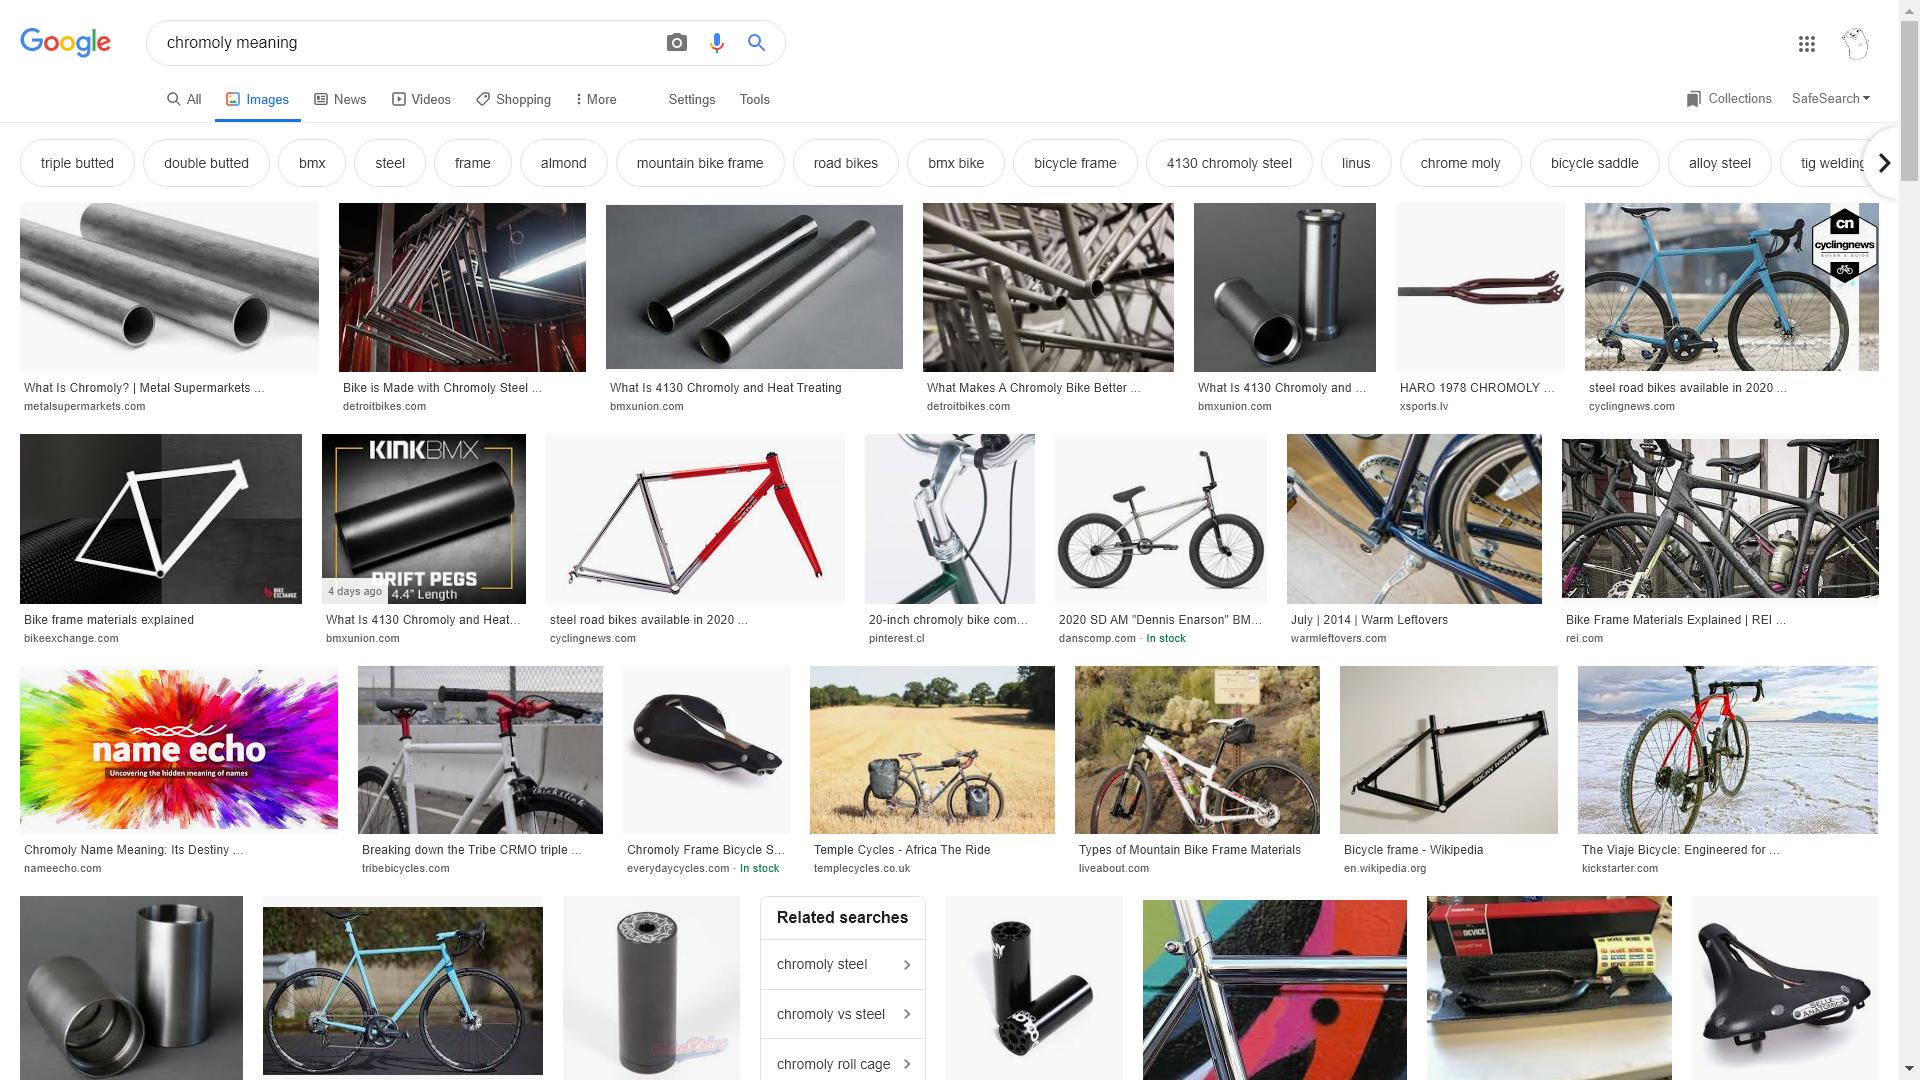 Google
chromoly meaning
All
Images
News
Videos
Shopping
More
Settings
Tools
Collections
SafeSearch
triple butted
double butted
bmx
steel
frame
almond
mountain bike frame
road bikes
bmx bike
bicycle frame
4130 chromoly steel
linus
chrome moly
bicycle saddle
alloy steel
tig welding
cn
cyclingnews
BUYER'S GUIDE
What Is Chromoly? | Metal Supermarkets ...
metalsupermarkets.com
Bike is Made with Chromoly Steel ...
detroitbikes.com
What Is 4130 Chromoly and Heat Treating
bmxunion.com
What Makes A Chromoly Bike Better ...
detroitbikes.com
What Is 4130 Chromoly and ...
bmxunion.com
HARO 1978 CHROMOLY ...
xsports.lv
steel road bikes available in 2020 ...
cyclingnews.com
BIKE
EXCHANGE
KINKBMX
DRIFT PEGS
4.4" Length
4 days ago
Bike frame materials explained
bikeexchange.com
What Is 4130 Chromoly and Heat...
bmxunion.com
steel road bikes available in 2020 ...
cyclingnews.com
20-inch chromoly bike com...
pinterest.cl
2020 SD AM "Dennis Enarson" BM...
danscomp.com · In stock
July | 2014 | Warm Leftovers
warmleftovers.com
Bike Frame Materials Explained | REI ...
rei.com
name echo
Uncovering the hidden meaning of names
thickslick
ROCKY MOUNTAIN
Chromoly Name Meaning: Its Destiny ...
nameecho.com
Breaking down the Tribe CRMO triple ...
tribebicycles.com
Chromoly Frame Bicycle S...
everydaycycles.com · In stock
Temple Cycles - Africa The Ride
templecycles.co.uk
Types of Mountain Bike Frame Materials
liveabout.com
Bicycle frame - Wikipedia
en.wikipedia.org
The Viaje Bicycle: Engineered for ...
kickstarter.com
Related searches
chromoly steel
chromoly vs steel
chromoly roll cage
DEVICE
SELLE
ANATOMICA